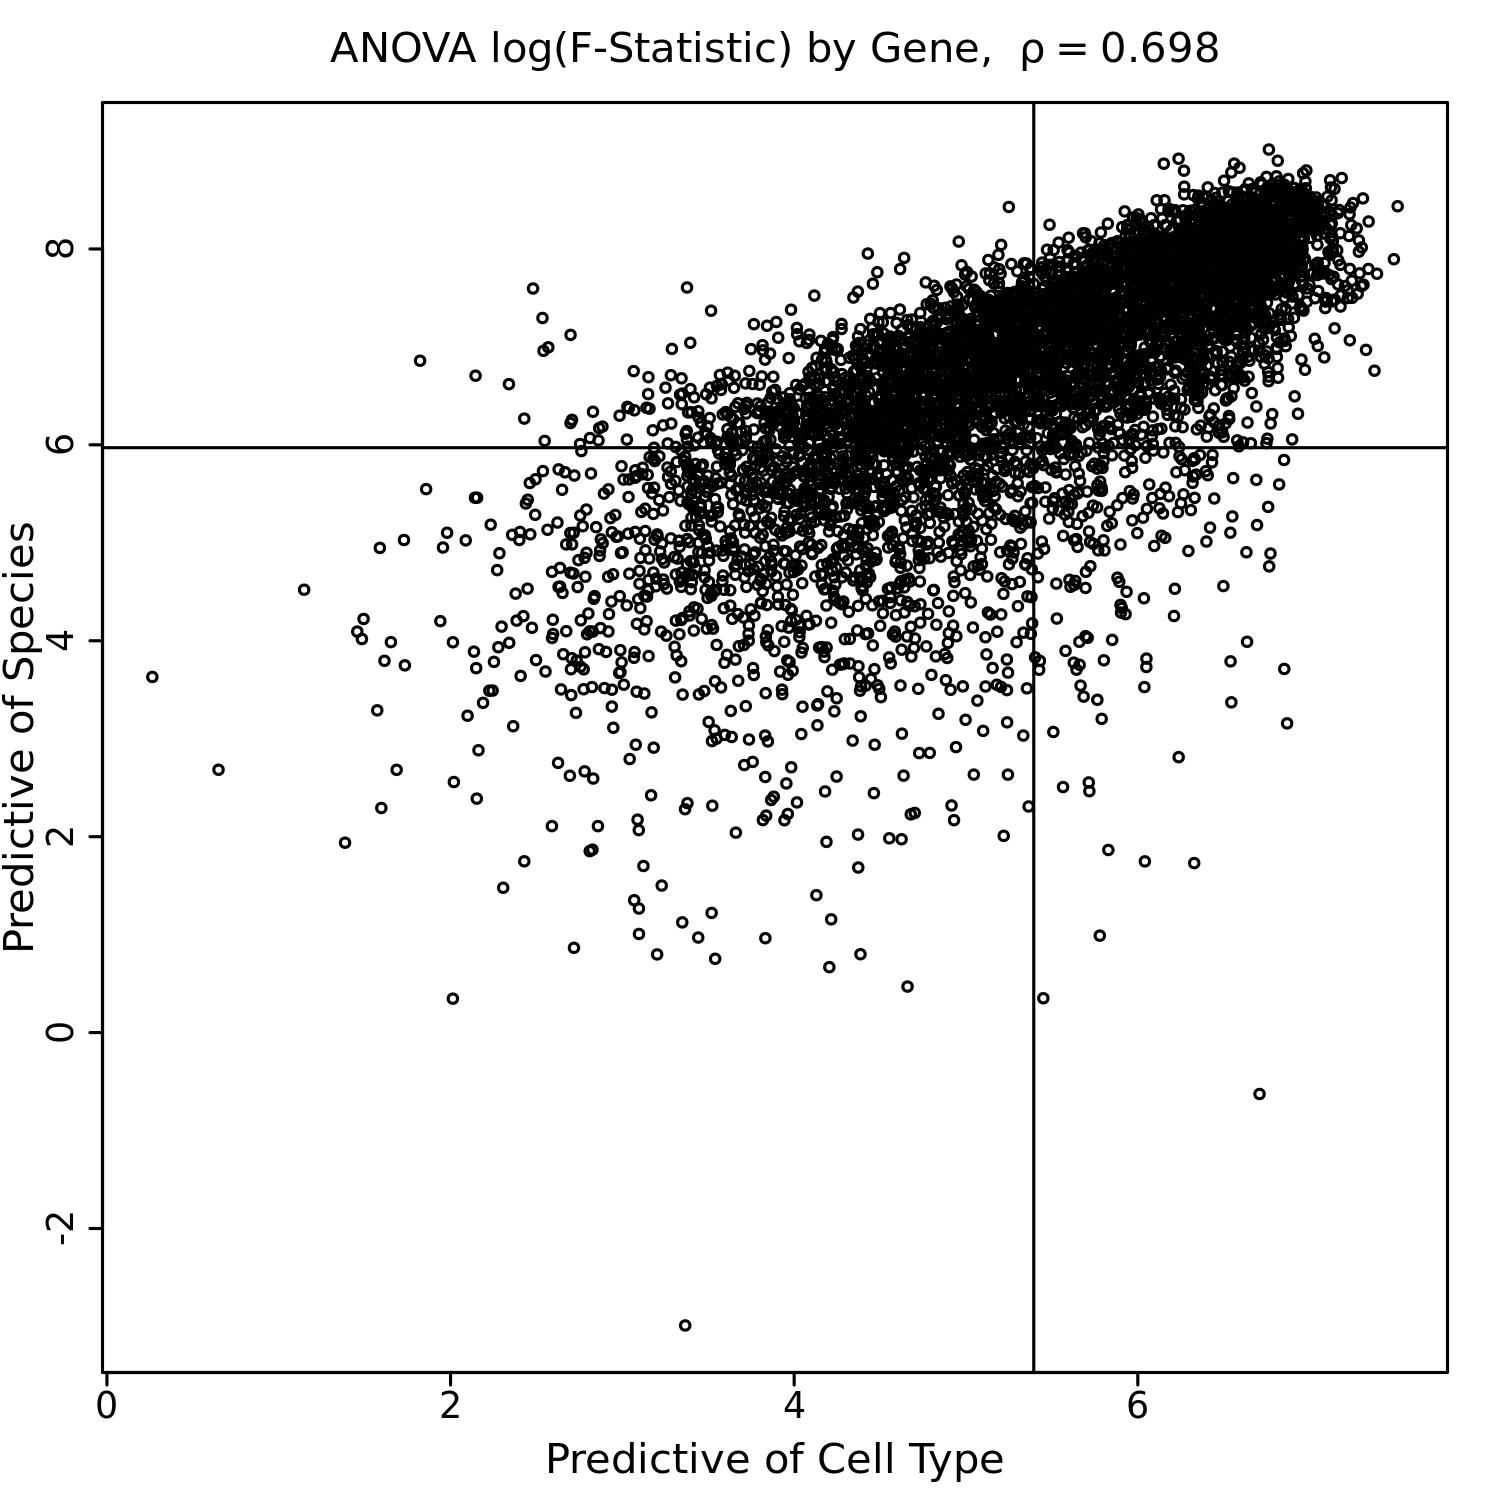 ANOVA log(F-Statistic) by Gene, ρ = 0.698
Predictive of Species
8
6
4
2
0
-2
0 2 4 6
Predictive of Cell Type